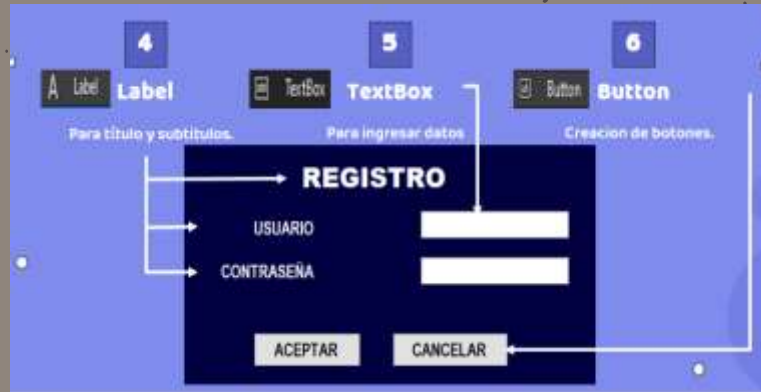 4
5
6
A Label Label
TextBox TextBox
Button Button
Para título y subtitulos.
Para ingresar datos
Creacion de botones.
REGISTRO
USUARIO
CONTRASEÑA
ACEPTAR
CANCELAR